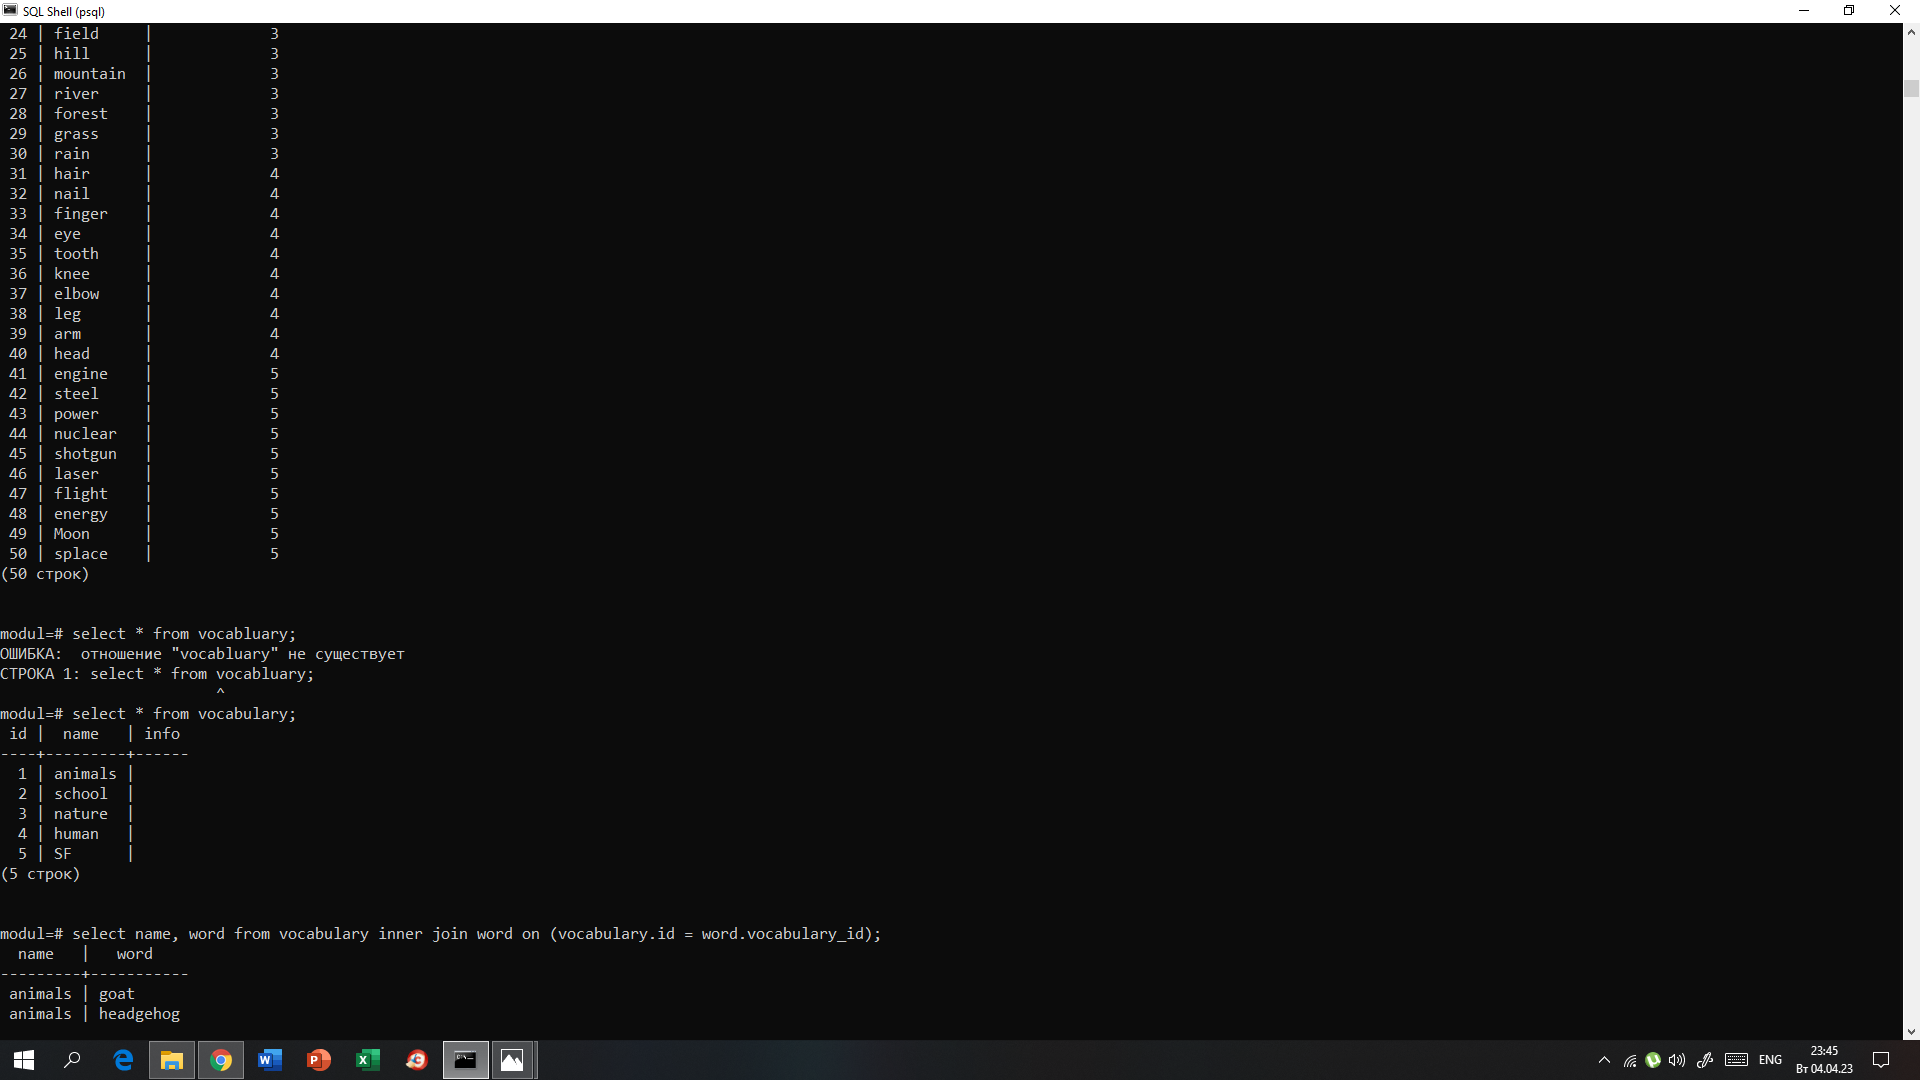 SQL Shell (psql)
24 | field     |             3
25 | hill      |             3
26 | mountain  |             3
27 | river     |             3
28 | forest    |             3
29 | grass     |             3
30 | rain      |             3
31 | hair      |             4
32 | nail      |             4
33 | finger    |             4
34 | eye       |             4
35 | tooth     |             4
36 | knee      |             4
37 | elbow     |             4
38 | leg       |             4
39 | arm       |             4
40 | head      |             4
41 | engine    |             5
42 | steel     |             5
43 | power     |             5
44 | nuclear   |             5
45 | shotgun   |             5
46 | laser     |             5
47 | flight    |             5
48 | energy    |             5
49 | Moon      |             5
50 | splace    |             5
(50 строк)
modul=# select * from vocabluary;
ОШИБКА:  отношение "vocabluary" не существует
СТРОКА 1: select * from vocabluary;
^
modul=# select * from vocabulary;
id |  name   | info
----+---------+------
1 | animals |
2 | school  |
3 | nature  |
4 | human   |
5 | SF      |
(5 строк)
modul=# select name, word from vocabulary inner join word on (vocabulary.id = word.vocabulary_id);
name   |   word
---------+-----------
animals | goat
animals | headgehog
ENG
23:45
Вт 04.04.23